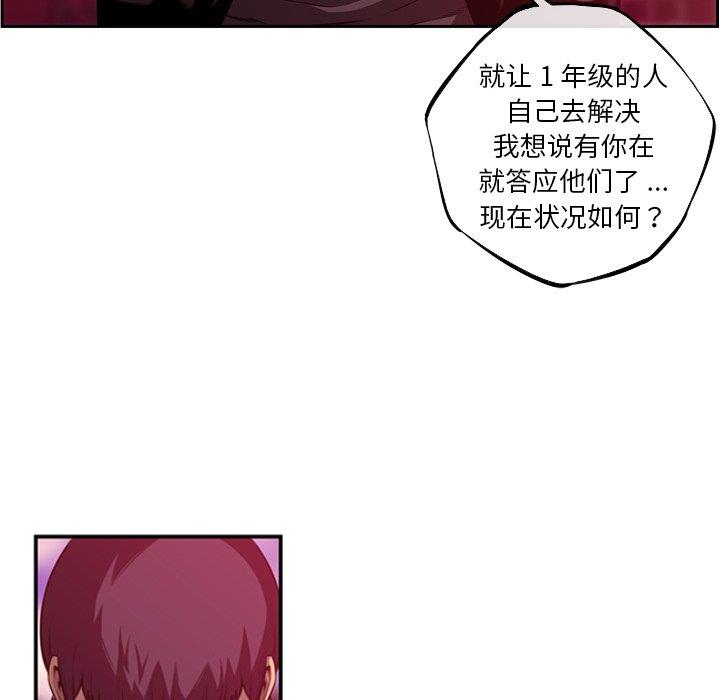 就让1年级的人
自己去解决
我想说有你在
就答应他们了...
现在状况如何？